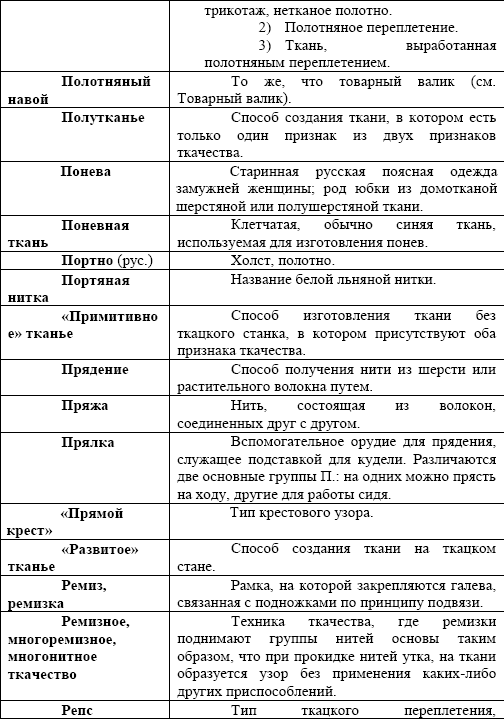 трикотаж, нетканое полотно.
2) Полотняное переплетение.
3) Ткань, выработанная
полотняным переплетением.
Полотняный
навой
То же, что товарный валик (см.
Товарный валик).
Полутканье
Способ создания ткани, в котором есть
только один признак из двух признаков
ткачества.
Понева
Старинная русская поясная одежда
замужней женщины; род юбки из домотканой
шерстяной или полушерстяной ткани.
Поневная
ткань
Клетчатая, обычно синяя ткань,
используемая для изготовления понев.
Портно (рус.)
Холст, полотно.
Портяная
нитка
Название белой льняной нитки.
«Примитивно
е» тканье
Способ изготовления ткани без
ткацкого станка, в котором присутствуют оба
признака ткачества.
Прядение
Способ получения нити из шерсти или
растительного волокна путем.
Пряжа
Нить, состоящая из волокон,
соединенных друг с другом.
Прялка
Вспомогательное орудие для прядения,
служащее подставкой для кудели. Различаются
две основные группы П.: на одних можно прясть
на ходу, другие для работы сидя.
«Прямой
крест»
Тип крестового узора.
«Развитое»
тканье
Способ создания ткани на ткацком
стане.
Ремиз,
ремизка
Рамка, на которой закрепляются галева,
связанная с подножками по принципу подвязи.
Ремизное,
многоремизное,
многонитное
ткачество
Техника ткачества, где ремизки
поднимают группы нитей основы таким
образом, что при прокидке нитей утка, на ткани
образуется узор без применения каких-либо
других приспособлений.
Репс
Тип ткацкого переплетения,